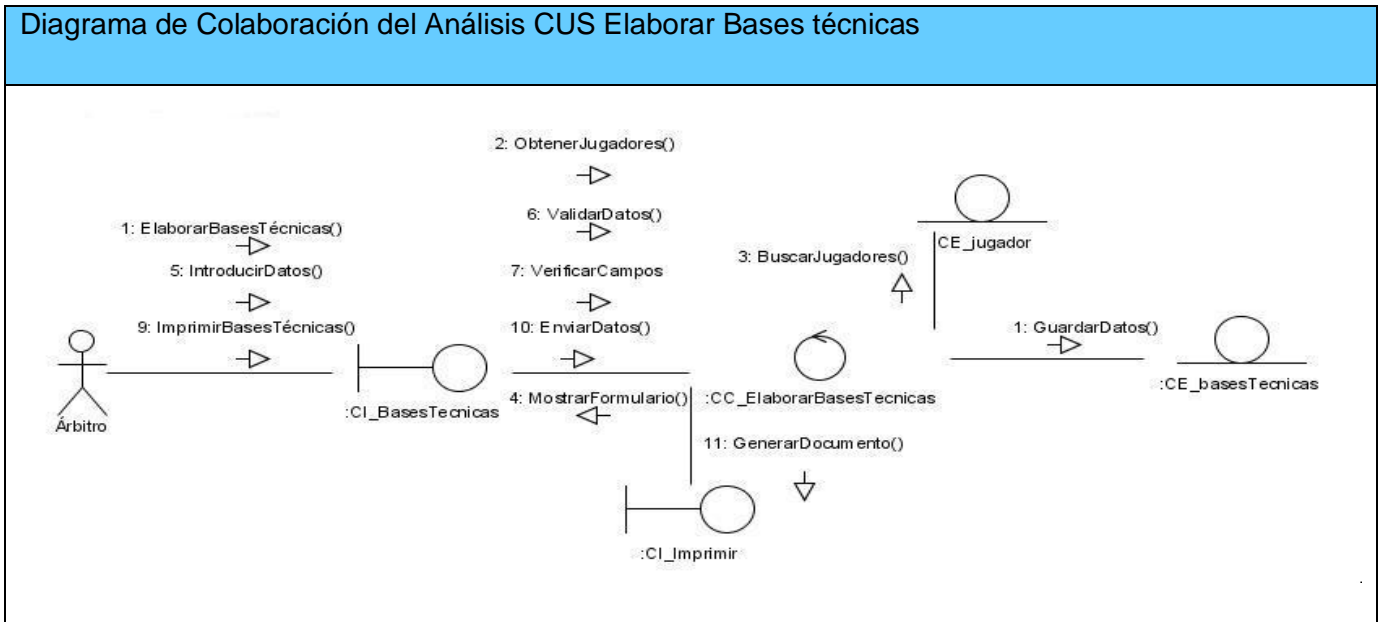 Diagrama de Colaboración del Análisis CUS Elaborar Bases técnicas
2: ObtenerJugadores()
6: ValidarDatos()
1: ElaborarBasesTécnicas()
5: IntroducirDatos()
7: VerificarCampos
9: ImprimirBasesTécnicas()
10: EnviarDatos()
3: BuscarJugadores()
CE_jugador
1: GuardarDatos()
Árbitro
:CI_BasesTecnicas
4: MostrarFormulario()
:CC_ElaborarBasesTecnicas
:CE_basesTecnicas
11: GenerarDocumento()
:CI_Imprimir